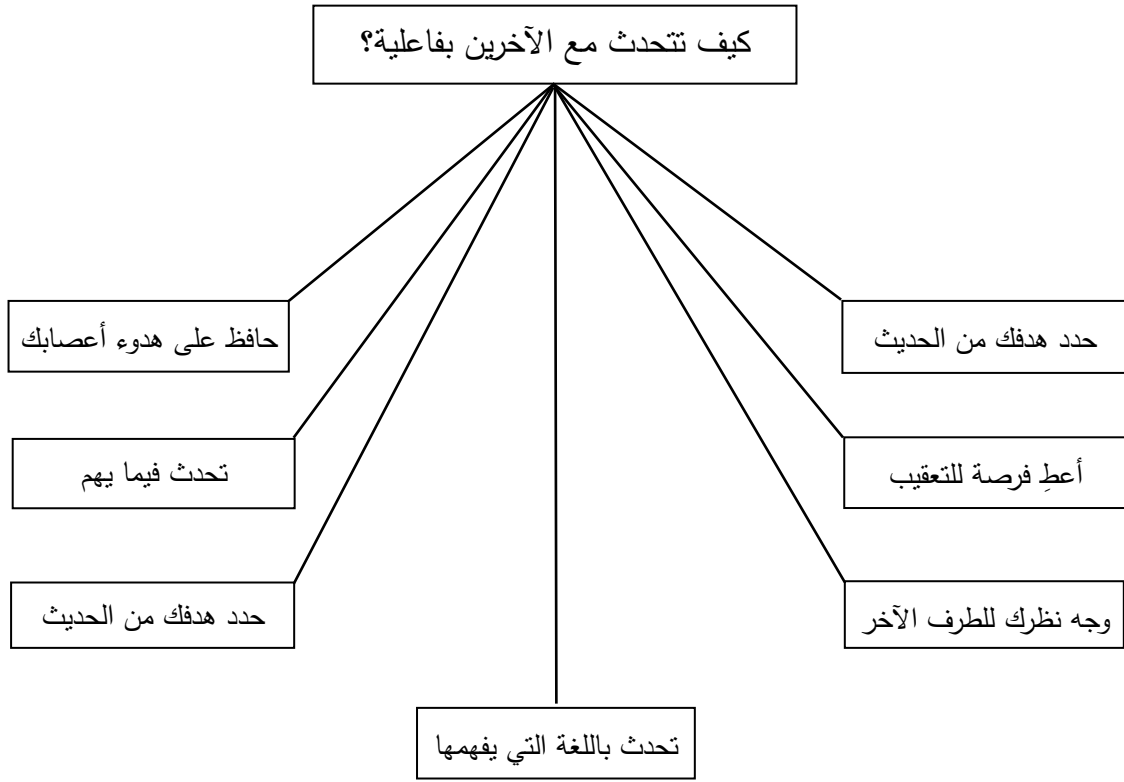 كيف تتحدث مع الآخرين بفاعلية؟
حدد هدفك من الحديث
حافظ على هدوء أعصابك
أعطِ فرصة للتعقيب
تحدث فيما يهم
وجه نظرك للطرف الآخر
حدد هدفك من الحديث
تحدث باللغة التي يفهمها